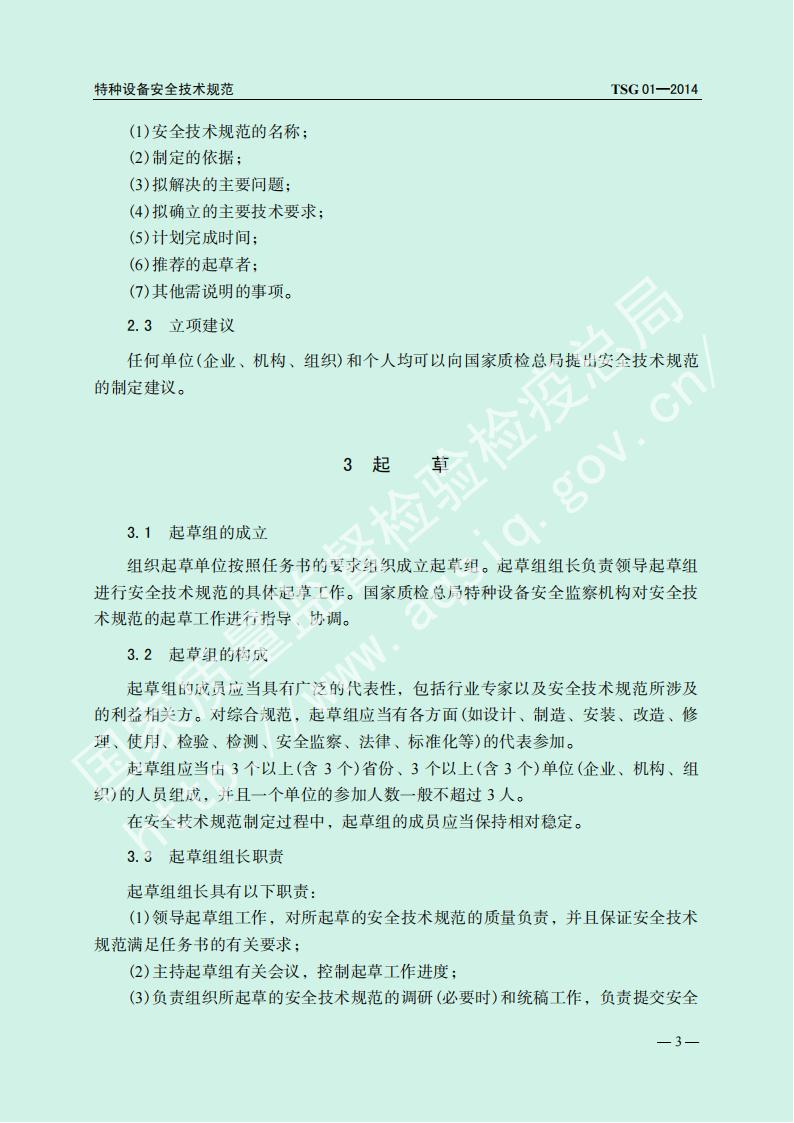 特种设备安全技术规范 TSG 01—2014
(1)安全技术规范的名称；
(2)制定的依据；
(3)拟解决的主要问题；
(4)拟确立的主要技术要求；
(5)计划完成时间；
(6)推荐的起草者；
(7)其他需说明的事项。
2.3 立项建议
任何单位(企业、机构、组织)和个人均可以向国家质检总局提出安全技术规范
的制定建议。
3 起 草
3.1 起草组的成立
组织起草单位按照任务书的要求组织成立起草组。起草组组长负责领导起草组
进行安全技术规范的具体起草工作。国家质检总局特种设备安全监察机构对安全技
术规范的起草工作进行指导、协调。
3.2 起草组的构成
起草组的成员应当具有广泛的代表性，包括行业专家以及安全技术规范所涉及
的利益相关方。对综合规范，起草组应当有各方面(如设计、制造、安装、改造、修
理、使用、检验、检测、安全监察、法律、标准化等)的代表参加。
起草组应当由 3 个以上(含 3 个)省份、3 个以上(含 3 个)单位(企业、机构、组
织)的人员组成，并且一个单位的参加人数一般不超过 3 人。
在安全技术规范制定过程中，起草组的成员应当保持相对稳定。
3.3 起草组组长职责
起草组组长具有以下职责：
(1)领导起草组工作，对所起草的安全技术规范的质量负责，并且保证安全技术
规范满足任务书的有关要求；
(2)主持起草组有关会议，控制起草工作进度；
(3)负责组织所起草的安全技术规范的调研(必要时)和统稿工作，负责提交安全
— 3 —
国家质量监督检验检疫总局
http://www.aqsiq.gov.cn/